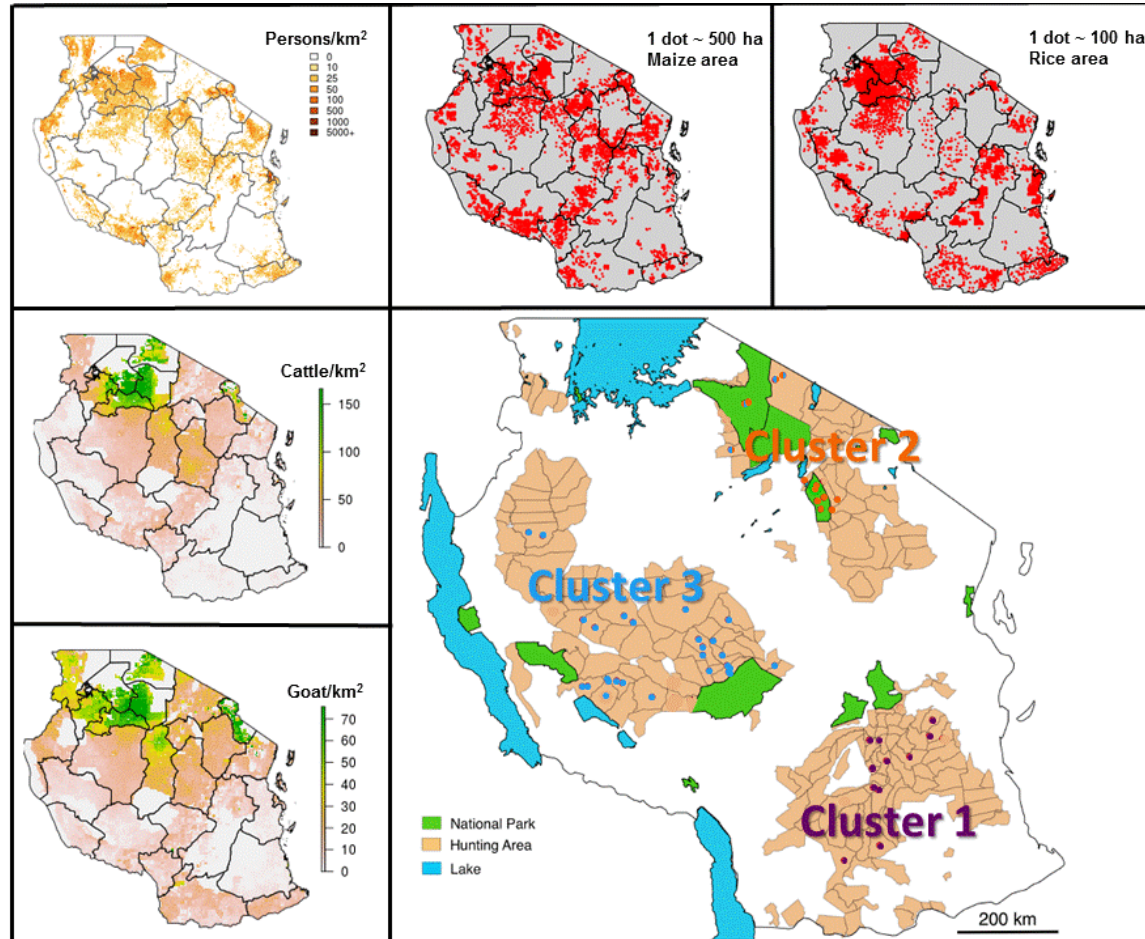 Persons/km²
0
10
25
50
100
500
1000
5000+
1 dot ~ 500 ha
Maize area
1 dot ~ 100 ha
Rice area
Cattle/km²
150
100
50
0
Goat/km²
70
60
50
40
30
20
10
0
Cluster 2
Cluster 3
Cluster 1
National Park
Hunting Area
Lake
200 km